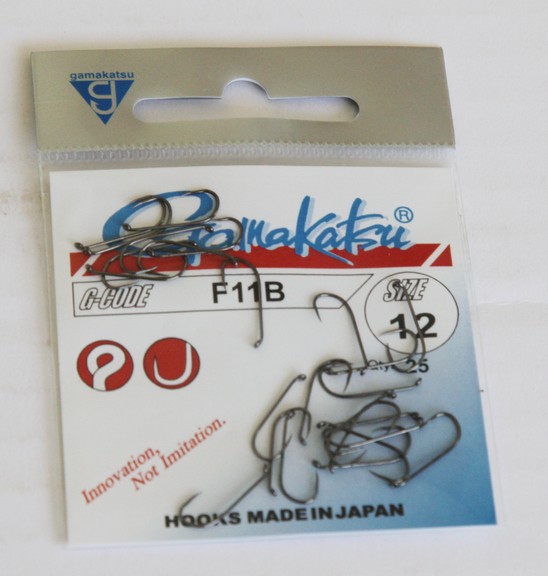 gamakatsu
Gamakatsu®
G-CODE F11B
SIZE
12
25
Innovation,
Not Imitation.
HOOKS MADE IN JAPAN